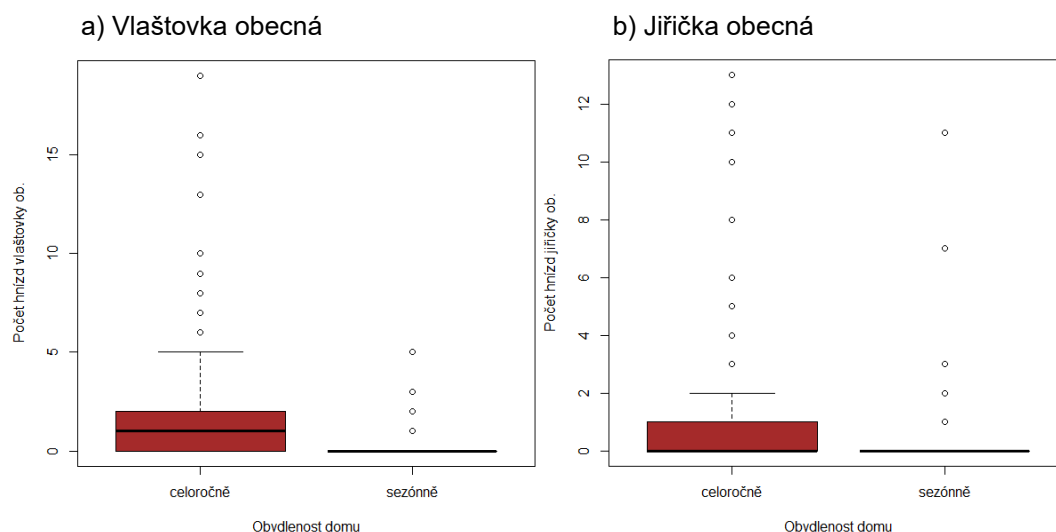 a) Vlaštovka obecná
Počet hnízd vlaštovky ob.
15
10
5
0
celoročně
sezónně
Obydlenost domu
b) Jiřička obecná
Počet hnízd jiřičky ob.
12
10
8
6
4
2
0
celoročně
sezónně
Obydlenost domu